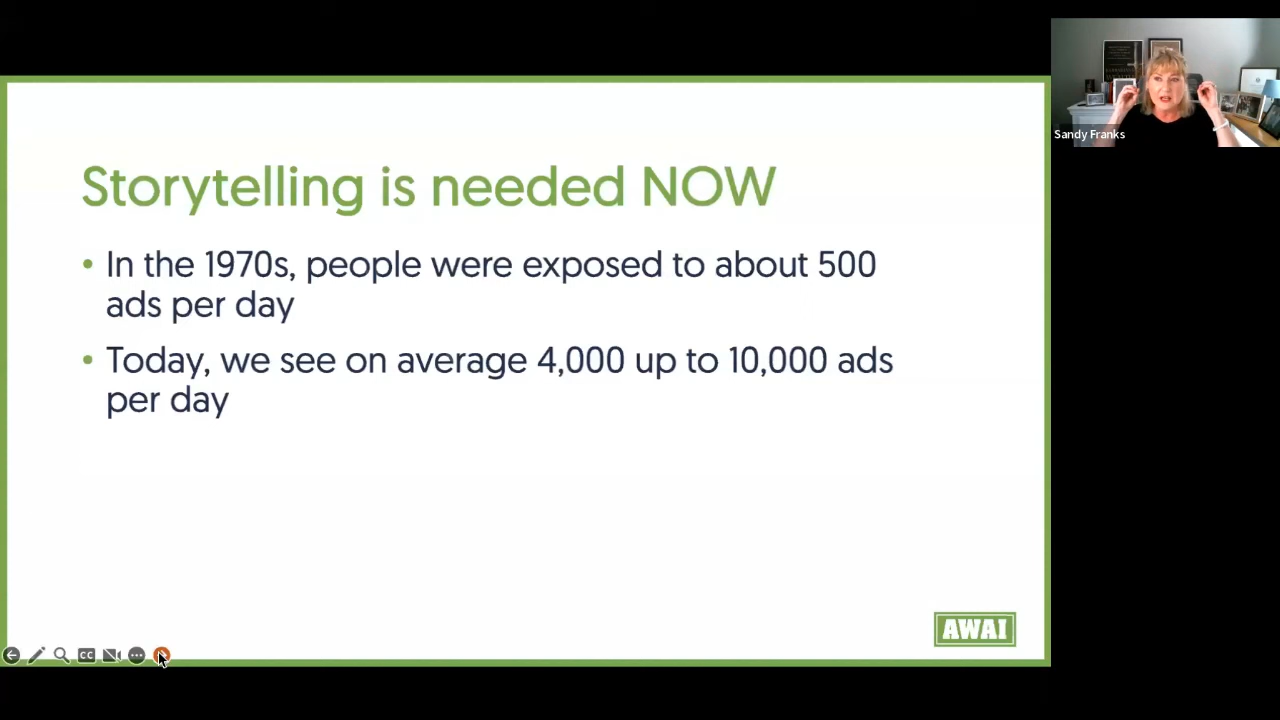 Storytelling is needed NOW
• In the 1970s, people were exposed to about 500
ads per day
• Today, we see on average 4,000 up to 10,000 ads
per day
AWAI
CC
Sandy Franks